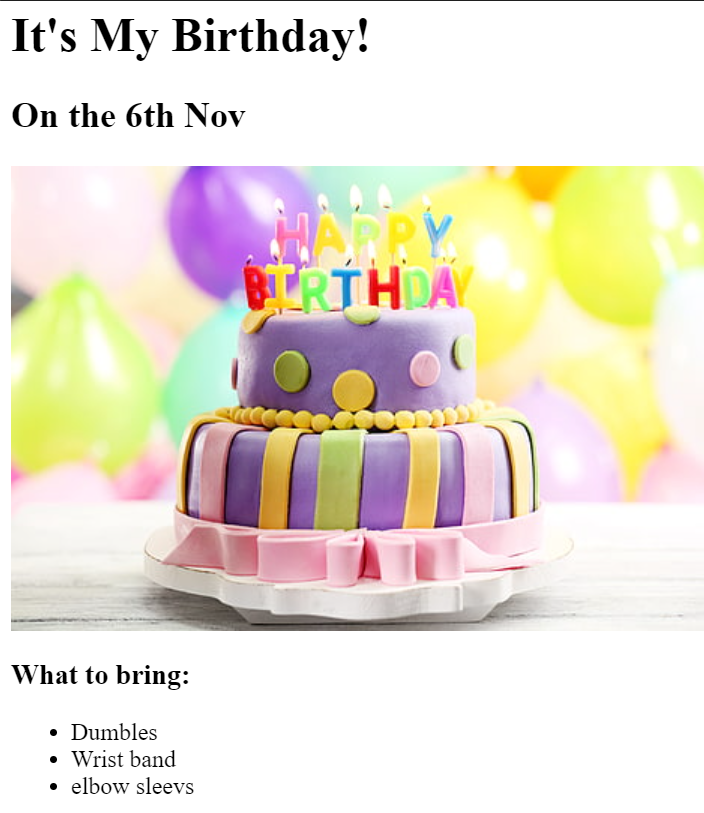 It's My Birthday!
On the 6th Nov
HAPPY
BIRTHDAY
What to bring:
Dumbles
Wrist band
elbow sleevs